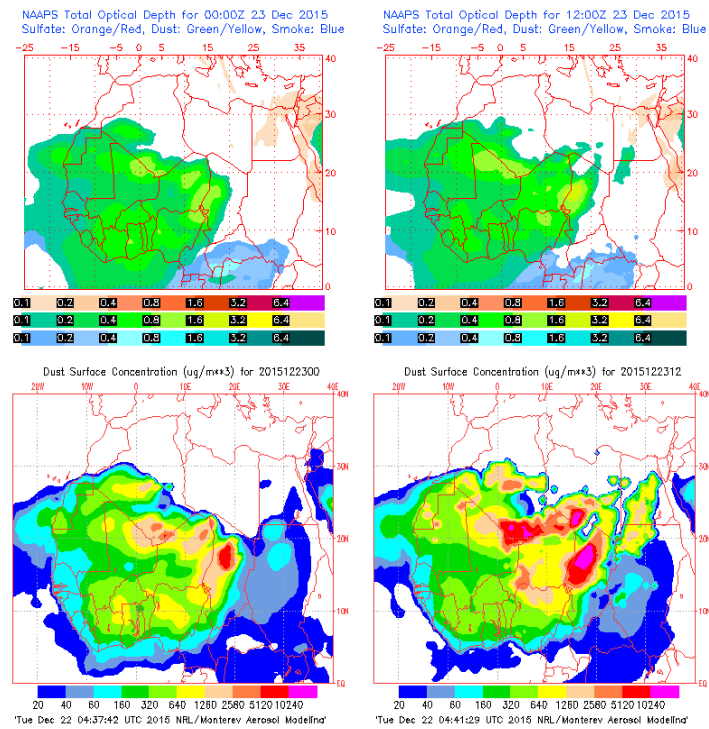 NAAPS Total Optical Depth for 00:00Z 23 Dec 2015
Sulfate: Orange/Red, Dust: Green/Yellow, Smoke: Blue
-25 -15 -5 0 5 15 25 35
40
30
20
10
0
0.1 0.2 0.4 0.8 1.6 3.2 6.4
0.1 0.2 0.4 0.8 1.6 3.2 6.4
0.1 0.2 0.4 0.8 1.6 3.2 6.4
NAAPS Total Optical Depth for 12:00Z 23 Dec 2015
Sulfate: Orange/Red, Dust: Green/Yellow, Smoke: Blue
-25 -15 -5 0 5 15 25 35
40
30
20
10
0
0.1 0.2 0.4 0.8 1.6 3.2 6.4
0.1 0.2 0.4 0.8 1.6 3.2 6.4
0.1 0.2 0.4 0.8 1.6 3.2 6.4
Dust Surface Concentration (ug/m**3) for 2015122300
20W 10W 0 10E 20E 30E 40E
40N
30N
20N
10N
EQ
20 40 80 160 320 640 1280 2580 5120 10240
'Tue Dec 22 04:37:42 UTC 2015 NRL/Monterey Aerosol Modeling'
Dust Surface Concentration (ug/m**3) for 2015122312
20W 10W 0 10E 20E 30E 40E
40N
30N
20N
10N
EQ
20 40 80 160 320 640 1280 2580 5120 10240
'Tue Dec 22 04:41:29 UTC 2015 NRL/Monterey Aerosol Modeling'